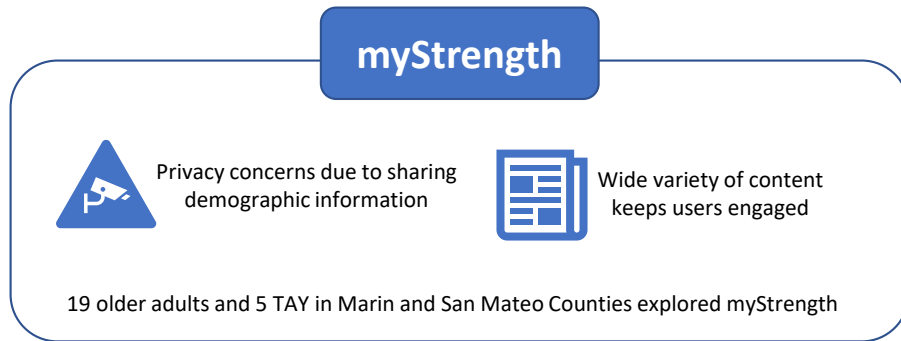 myStrength
Privacy concerns due to sharing
demographic information
Wide variety of content
keeps users engaged
19 older adults and 5 TAY in Marin and San Mateo Counties explored myStrength